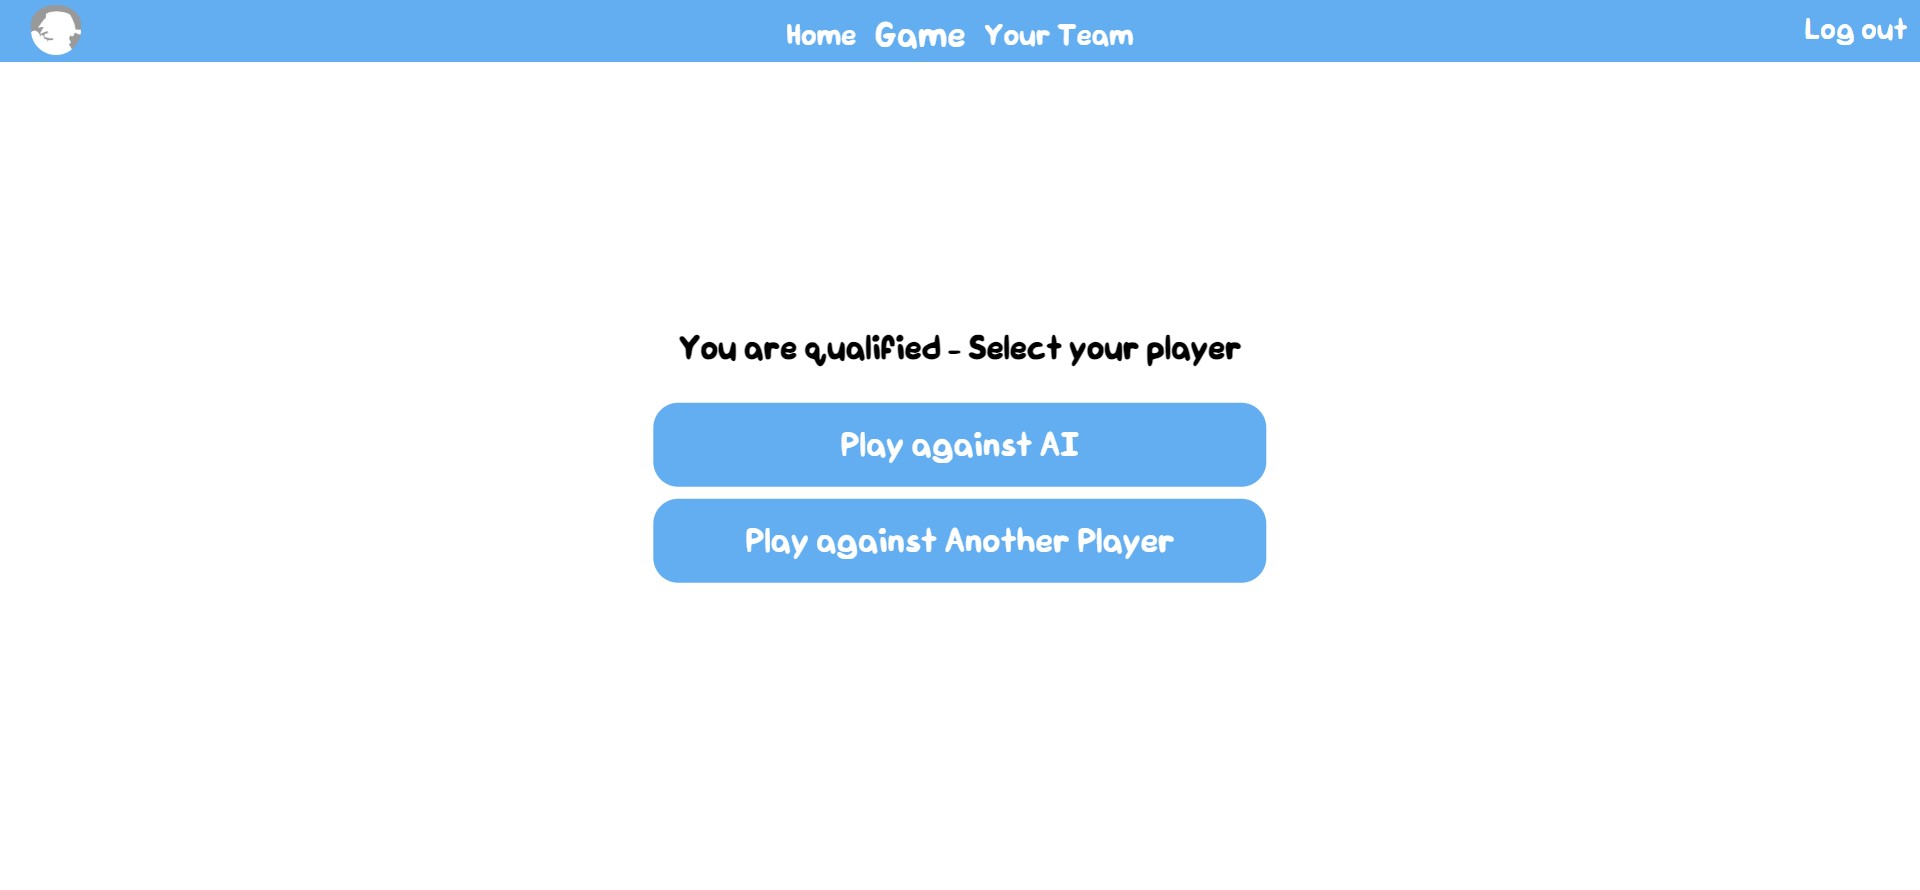 Home Game Your Team Log out
You are qualified - Select your player
Play against AI
Play against Another Player